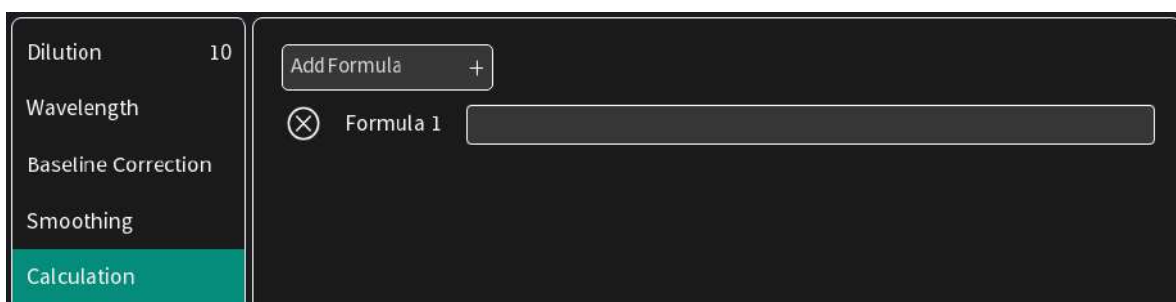 Dilution 10
Wavelength
Baseline Correction
Smoothing
Calculation
Add Formula +
Formula 1